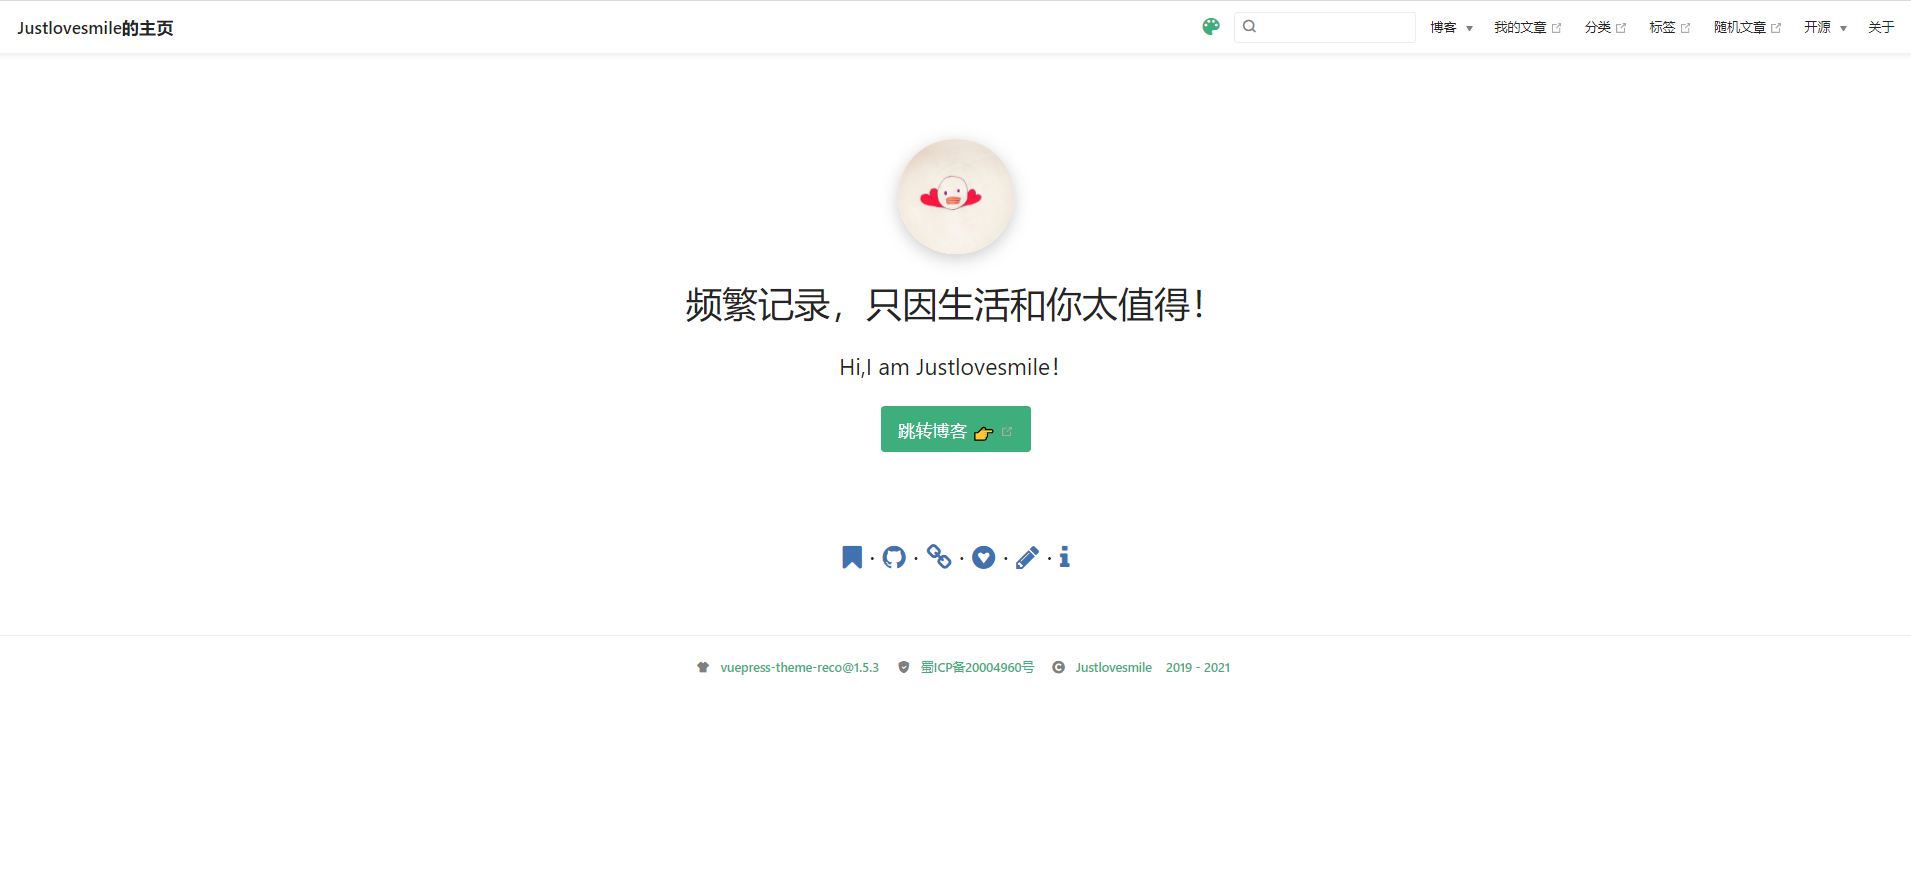 Justlovesmile的主页 博客 我的文章 分类 标签 随机文章 开源 关于
频繁记录，只因生活和你太值得！
Hi,I am Justlovesmile！
跳转博客 👉
vuepress-theme-reco@1.5.3 蜀ICP备20004960号 Justlovesmile 2019 - 2021